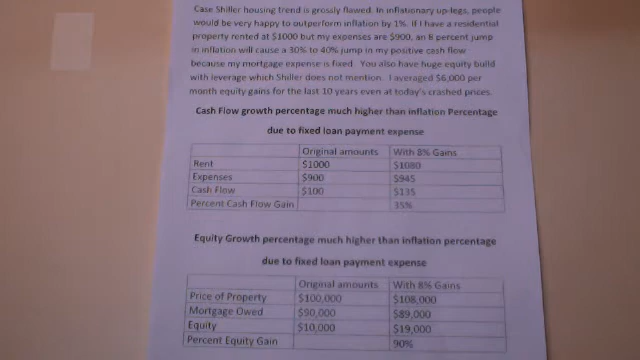 Case Shiller housing trend is grossly flawed. In inflationary up-legs, people
would be very happy to outperform inflation by 1%. If I have a residential
property rented at $1000 but my expenses are $900, an 8 percent jump
in inflation will cause a 30% to 40% jump in my positive cash flow
because my mortgage expense is fixed. You also have huge equity build
with leverage which Shiller does not mention. I averaged $6,000 per
month equity gains for the last 10 years even at today's crashed prices.
Cash Flow growth percentage much higher than inflation Percentage
due to fixed loan payment expense
Original amounts With 8% Gains
Rent $1000 $1080
Expenses $900 $945
Cash Flow $100 $135
Percent Cash Flow Gain 35%
Equity Growth percentage much higher than inflation percentage
due to fixed loan payment expense
Original amounts With 8% Gains
Price of Property $100,000 $108,000
Mortgage Owed $90,000 $89,000
Equity $10,000 $19,000
Percent Equity Gain 90%